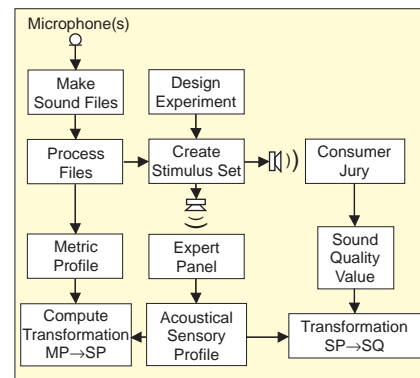 Microphone(s)
Make
Sound Files
Design
Experiment
Process
Files
Create
Stimulus Set
Consumer
Jury
Metric
Profile
Expert
Panel
Sound
Quality
Value
Compute
Transformation
MP→SP
Acoustical
Sensory
Profile
Transformation
SP→SQ